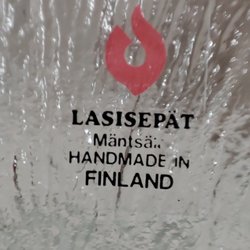 LASISEPÄT
Mäntsälä
HANDMADE IN
FINLAND